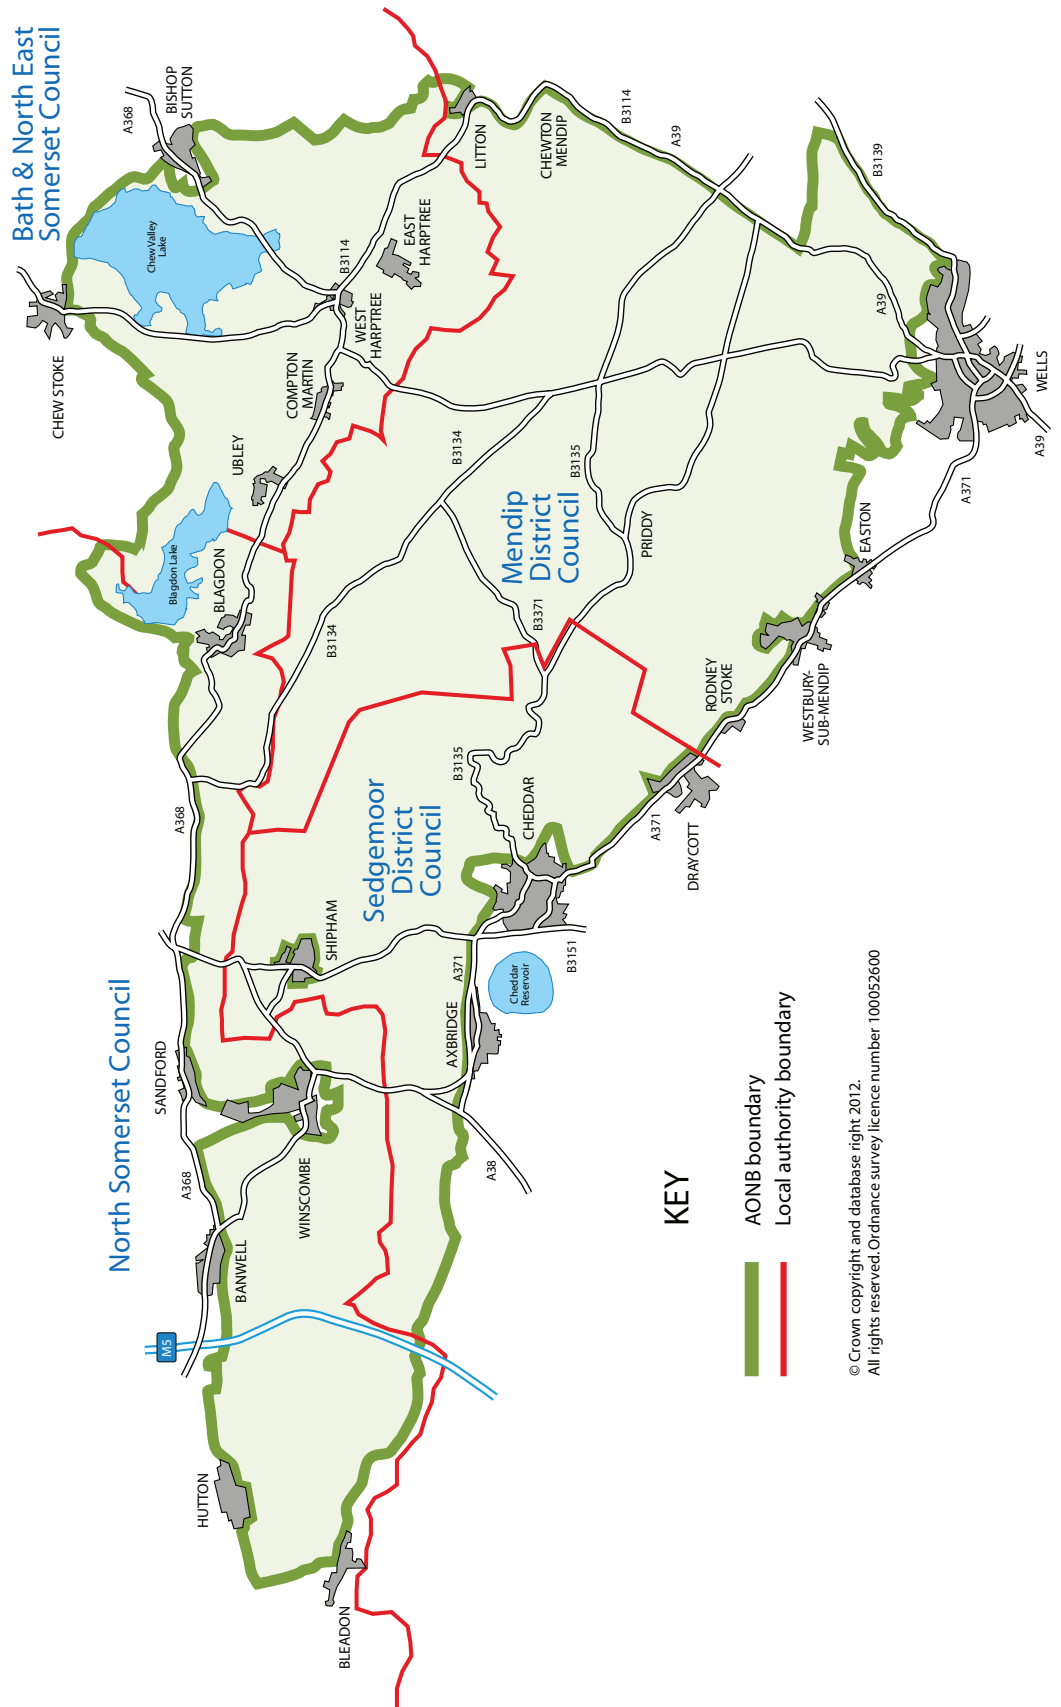 Bath & North East
Somerset Council
North Somerset Council
Sedgemoor
District
Council
Mendip
District
Council
A368
BISHOP
SUTTON
Chew Valley
Lake
CHEW STOKE
B3114
EAST
HARPTREE
WEST
HARPTREE
COMPTON
MARTIN
UBLEY
Blagdon Lake
BLAGDON
LITTON
CHEWTON
MENDIP
B3114
A39
B3139
A39
WELLS
A39
A371
EASTON
B3134
B3135
PRIDDY
B3371
B3134
RODNEY
STOKE
WESTBURY-
SUB-MENDIP
B3135
CHEDDAR
A371
DRAYCOTT
A368
SHIPHAM
A371
B3151
Cheddar
Reservoir
AXBRIDGE
SANDFORD
A368
WINSCOMBE
A38
BANWELL
M5
HUTTON
BLEADON
KEY
AONB boundary
Local authority boundary
© Crown copyright and database right 2012.
All rights reserved.Ordnance survey licence number 100052600